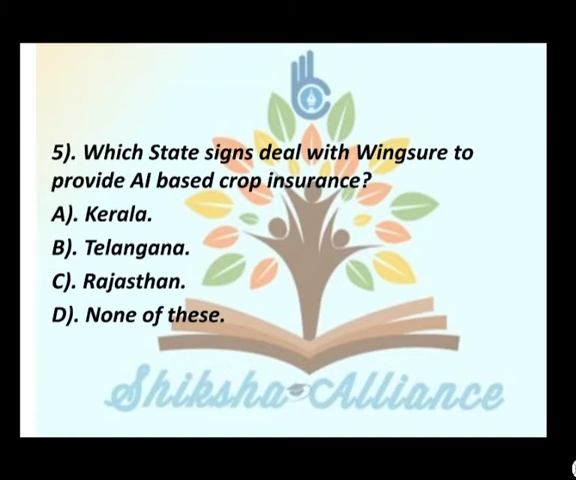 5). Which State signs deal with Wingsure to
provide AI based crop insurance?
A). Kerala.
B). Telangana.
C). Rajasthan.
D). None of these.
Shiksha Alliance